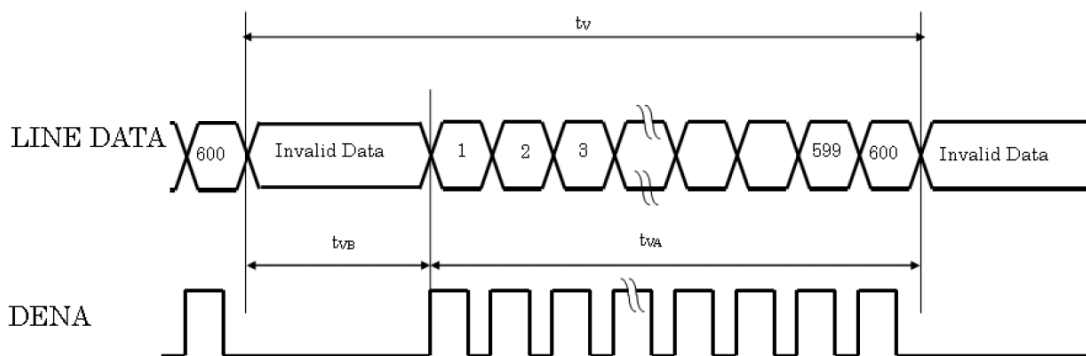 tV
LINE DATA
600
Invalid Data
1
2
3
599
600
Invalid Data
tVB
tVA
DENA